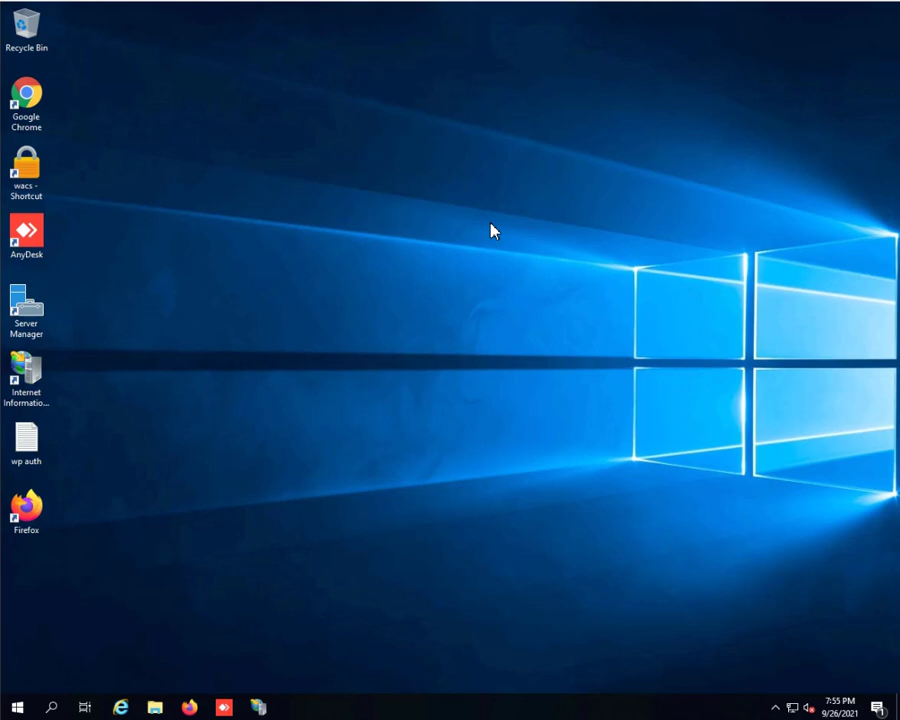 Recycle Bin
Google
Chrome
wacs -
Shortcut
AnyDesk
Server
Manager
Internet
Informatio...
wp auth
Firefox
7:55 PM
9/26/2021
1